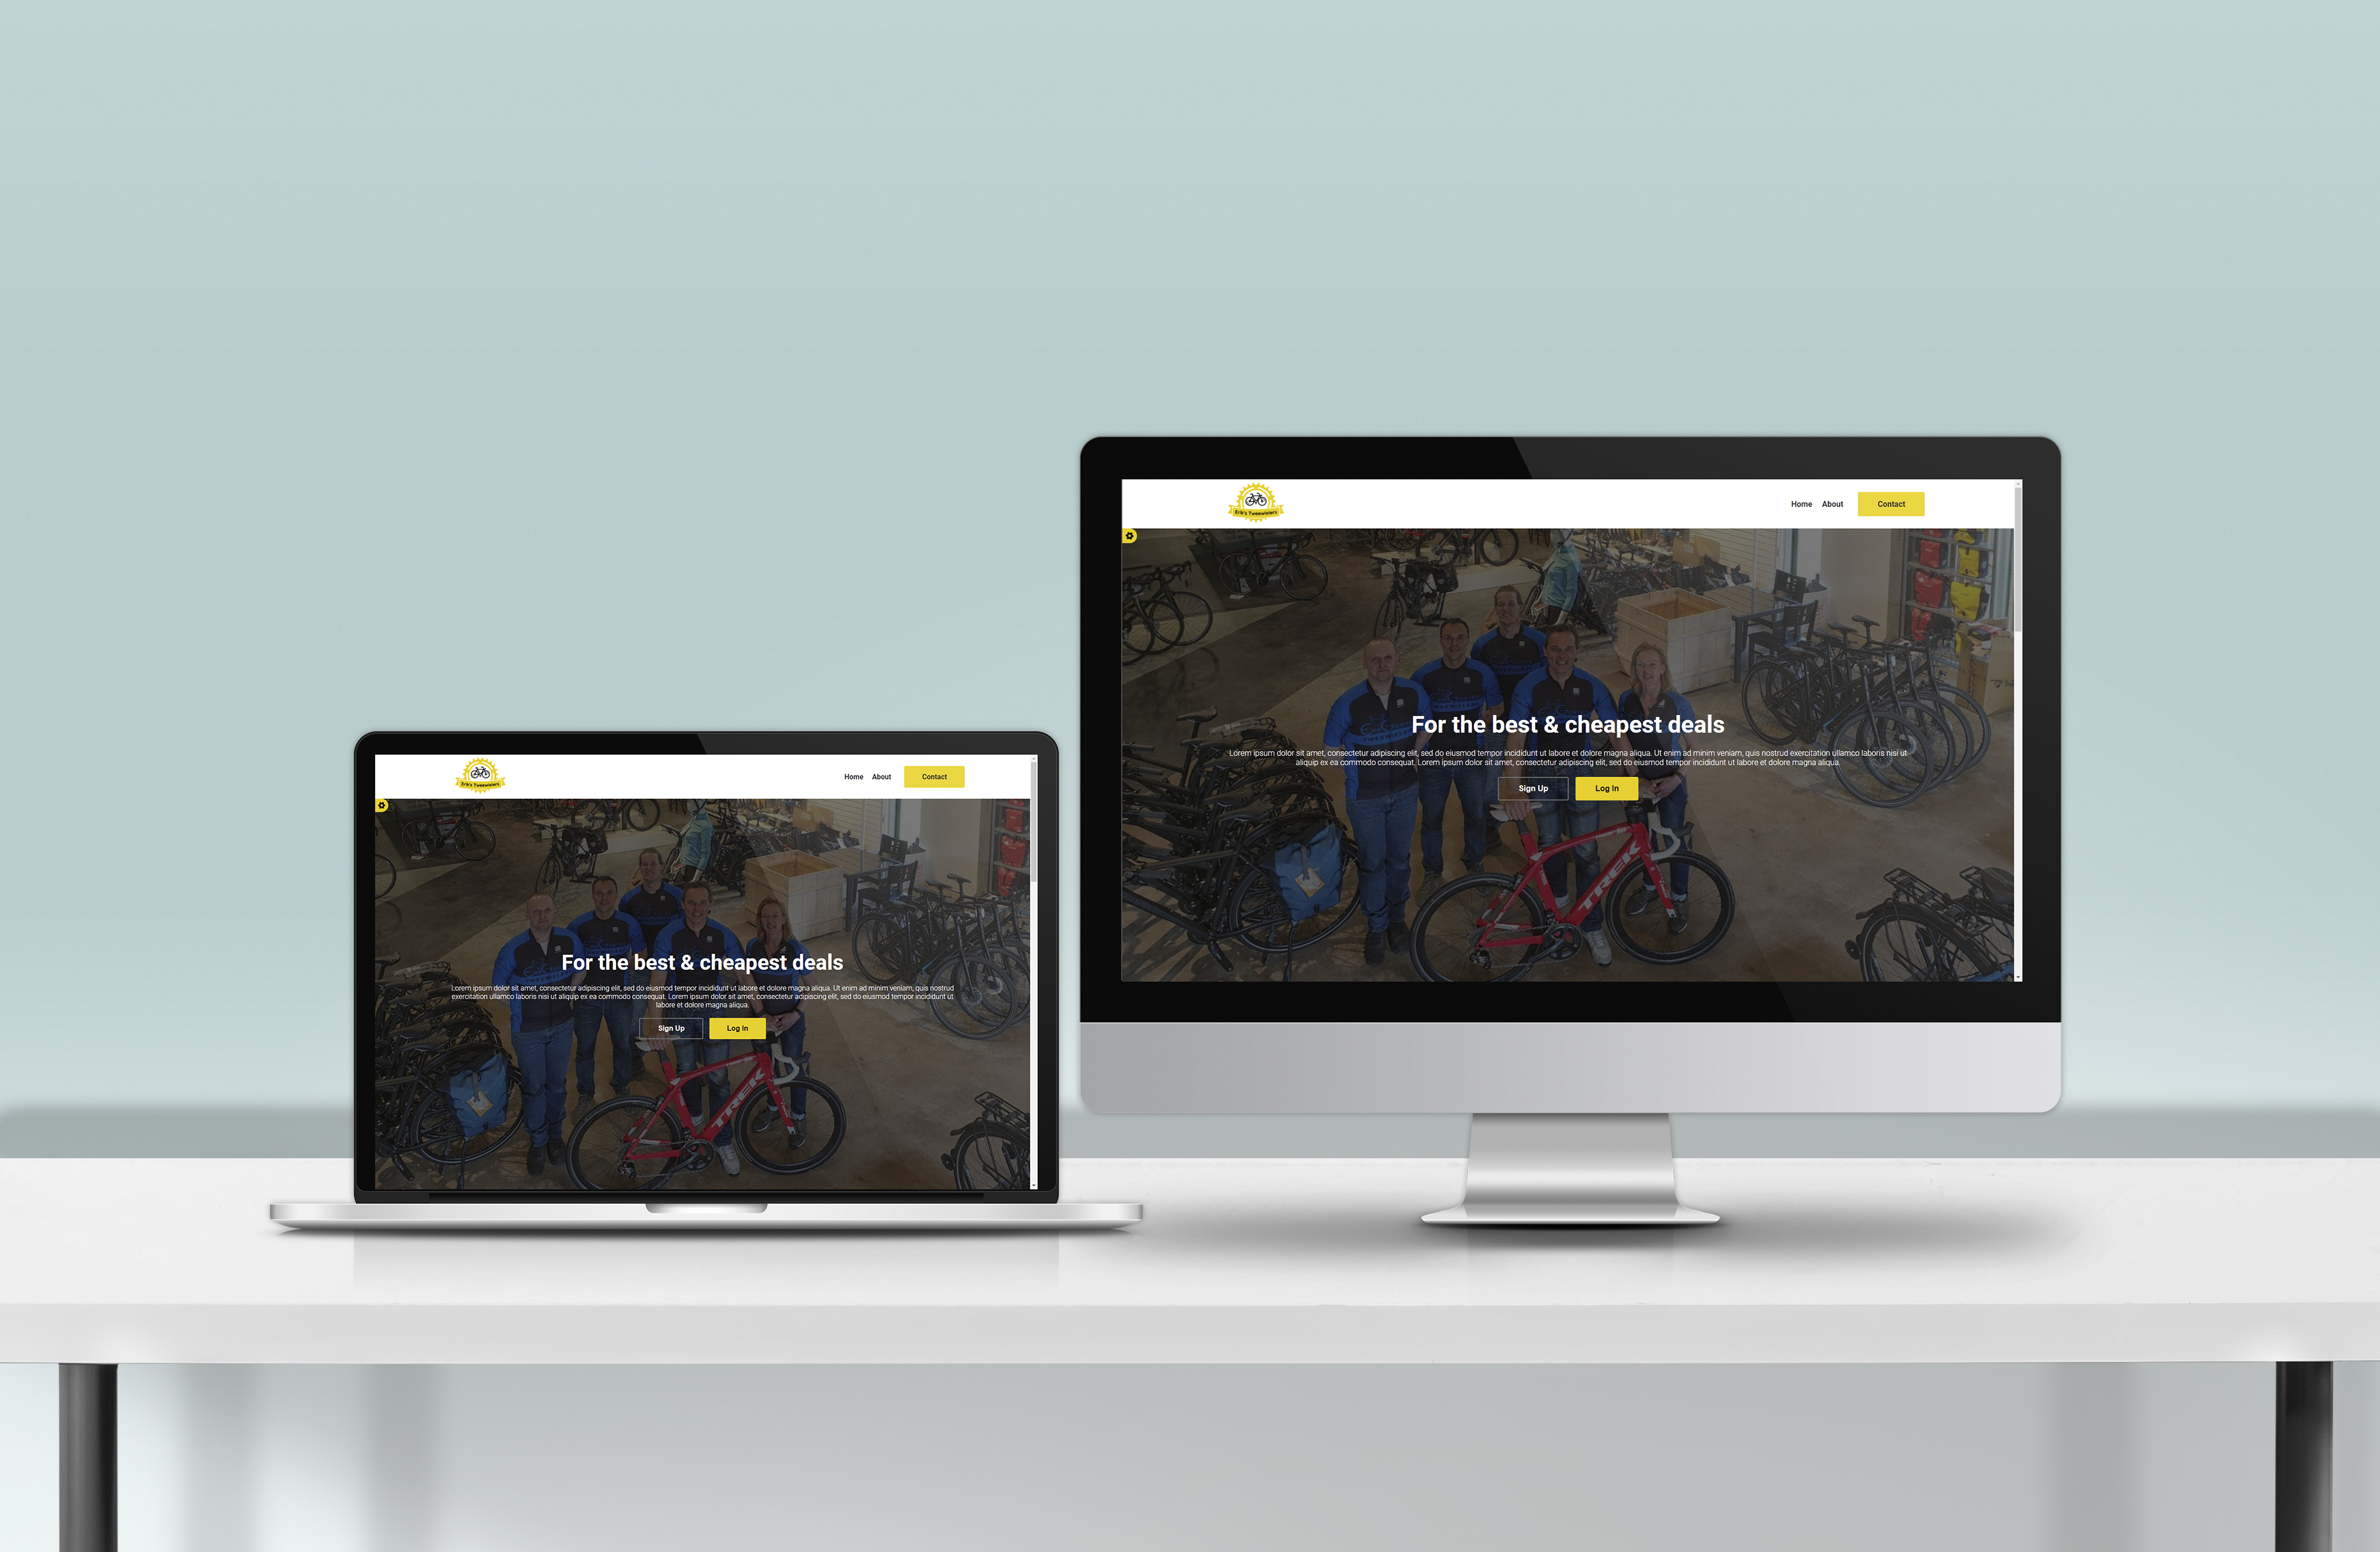 Erik's Tweewielers
Home About Contact
For the best & cheapest deals
Lorem ipsum dolor sit amet, consectetur adipiscing elit, sed do eiusmod tempor incididunt ut labore et dolore magna aliqua. Ut enim ad minim veniam, quis nostrud exercitation ullamco laboris nisi ut
aliquip ex ea commodo consequat. Lorem ipsum dolor sit amet, consectetur adipiscing elit, sed do eiusmod tempor incididunt ut labore et dolore magna aliqua.
Sign Up Log In
TREK
Erik's Tweewielers
Home About Contact
For the best & cheapest deals
Lorem ipsum dolor sit amet, consectetur adipiscing elit, sed do eiusmod tempor incididunt ut labore et dolore magna aliqua. Ut enim ad minim veniam, quis nostrud
exercitation ullamco laboris nisi ut aliquip ex ea commodo consequat. Lorem ipsum dolor sit amet, consectetur adipiscing elit, sed do eiusmod tempor incididunt ut
labore et dolore magna aliqua.
Sign Up Log In
TREK